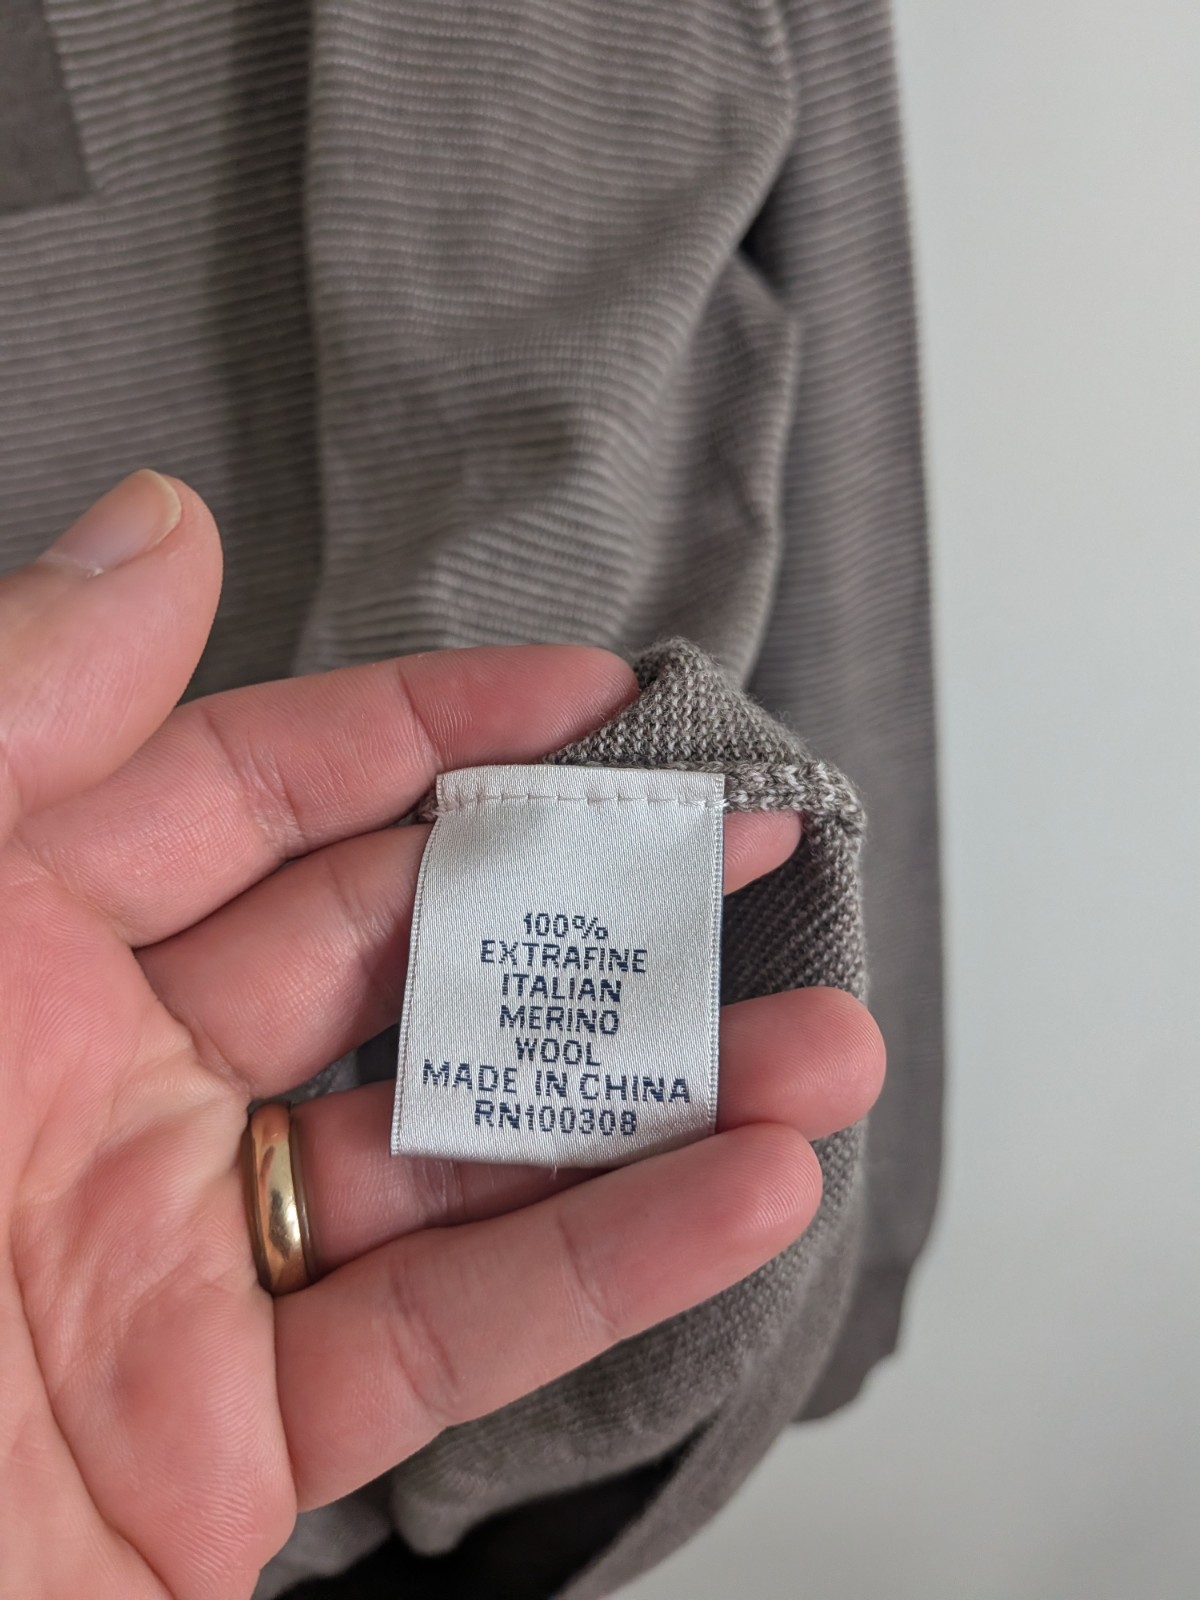 100%
EXTRAFINE
ITALIAN
MERINO
WOOL
MADE IN CHINA
RN100308